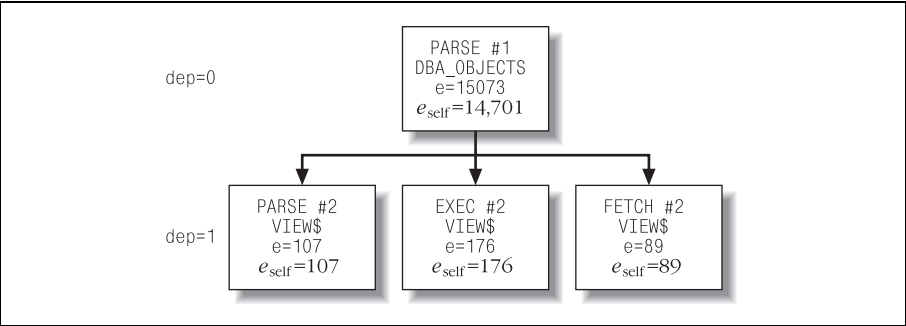 dep=0
PARSE #1
DBA_OBJECTS
e=15073
eself=14,701
dep=1
PARSE #2
VIEW$
e=107
eself=107
EXEC #2
VIEW$
e=176
eself=176
FETCH #2
VIEW$
e=89
eself=89